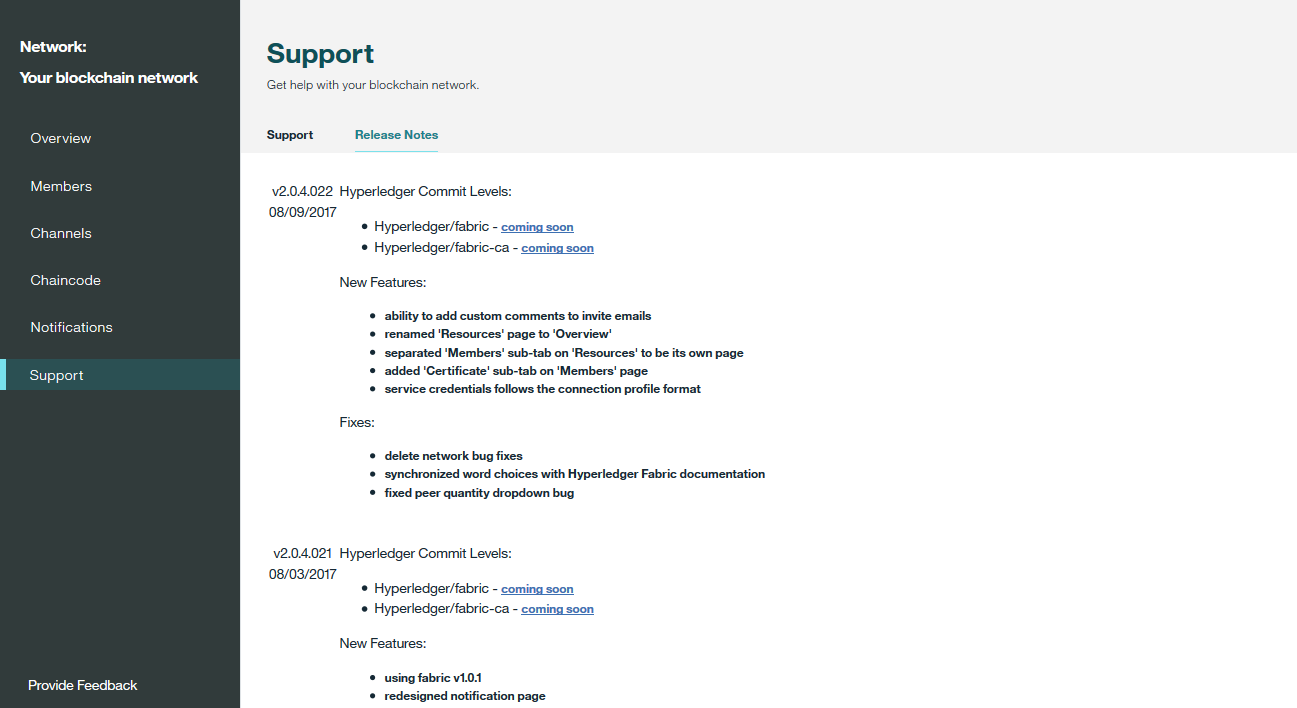 Network:
Your blockchain network
Overview
Members
Channels
Chaincode
Notifications
Support
Provide Feedback
Support
Get help with your blockchain network.
Support Release Notes
v2.0.4.022 Hyperledger Commit Levels:
08/09/2017
• Hyperledger/fabric - coming soon
• Hyperledger/fabric-ca - coming soon
New Features:
• ability to add custom comments to invite emails
• renamed 'Resources' page to 'Overview'
• separated 'Members' sub-tab on 'Resources' to be its own page
• added 'Certificate' sub-tab on 'Members' page
• service credentials follows the connection profile format
Fixes:
• delete network bug fixes
• synchronized word choices with Hyperledger Fabric documentation
• fixed peer quantity dropdown bug
v2.0.4.021 Hyperledger Commit Levels:
08/03/2017
• Hyperledger/fabric - coming soon
• Hyperledger/fabric-ca - coming soon
New Features:
• using fabric v1.0.1
• redesigned notification page